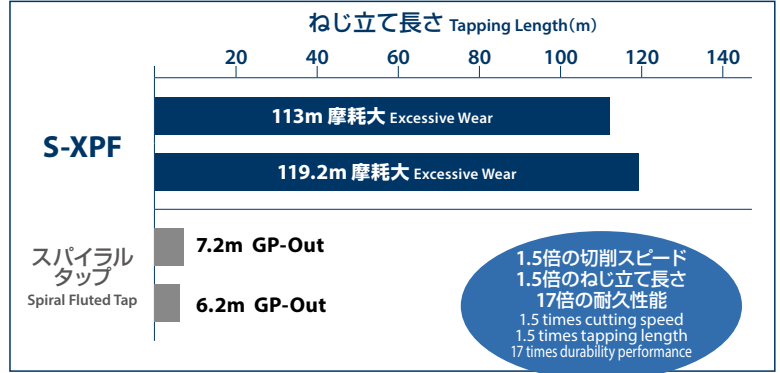 ねじ立て長さ Tapping Length(m)
20 40 60 80 100 120 140
S-XPF
113m 摩耗大 Excessive Wear
119.2m 摩耗大 Excessive Wear
スパイラル
タップ
Spiral Fluted Tap
7.2m GP-Out
6.2m GP-Out
1.5倍の切削スピード
1.5倍のねじ立て長さ
17倍の耐久性能
1.5 times cutting speed
1.5 times tapping length
17 times durability performance